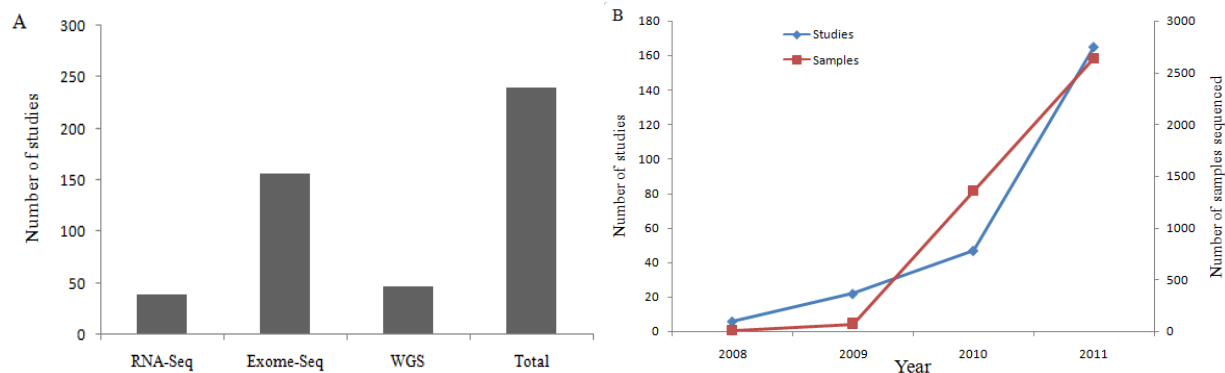 A
Number of studies
300
250
200
150
100
50
0
RNA-Seq Exome-Seq WGS Total
B
Number of studies
180
160
140
120
100
80
60
40
20
0
Studies
Samples
3000
2500
2000
1500
1000
500
0
Number of samples sequenced
2008 2009 2010 2011
Year